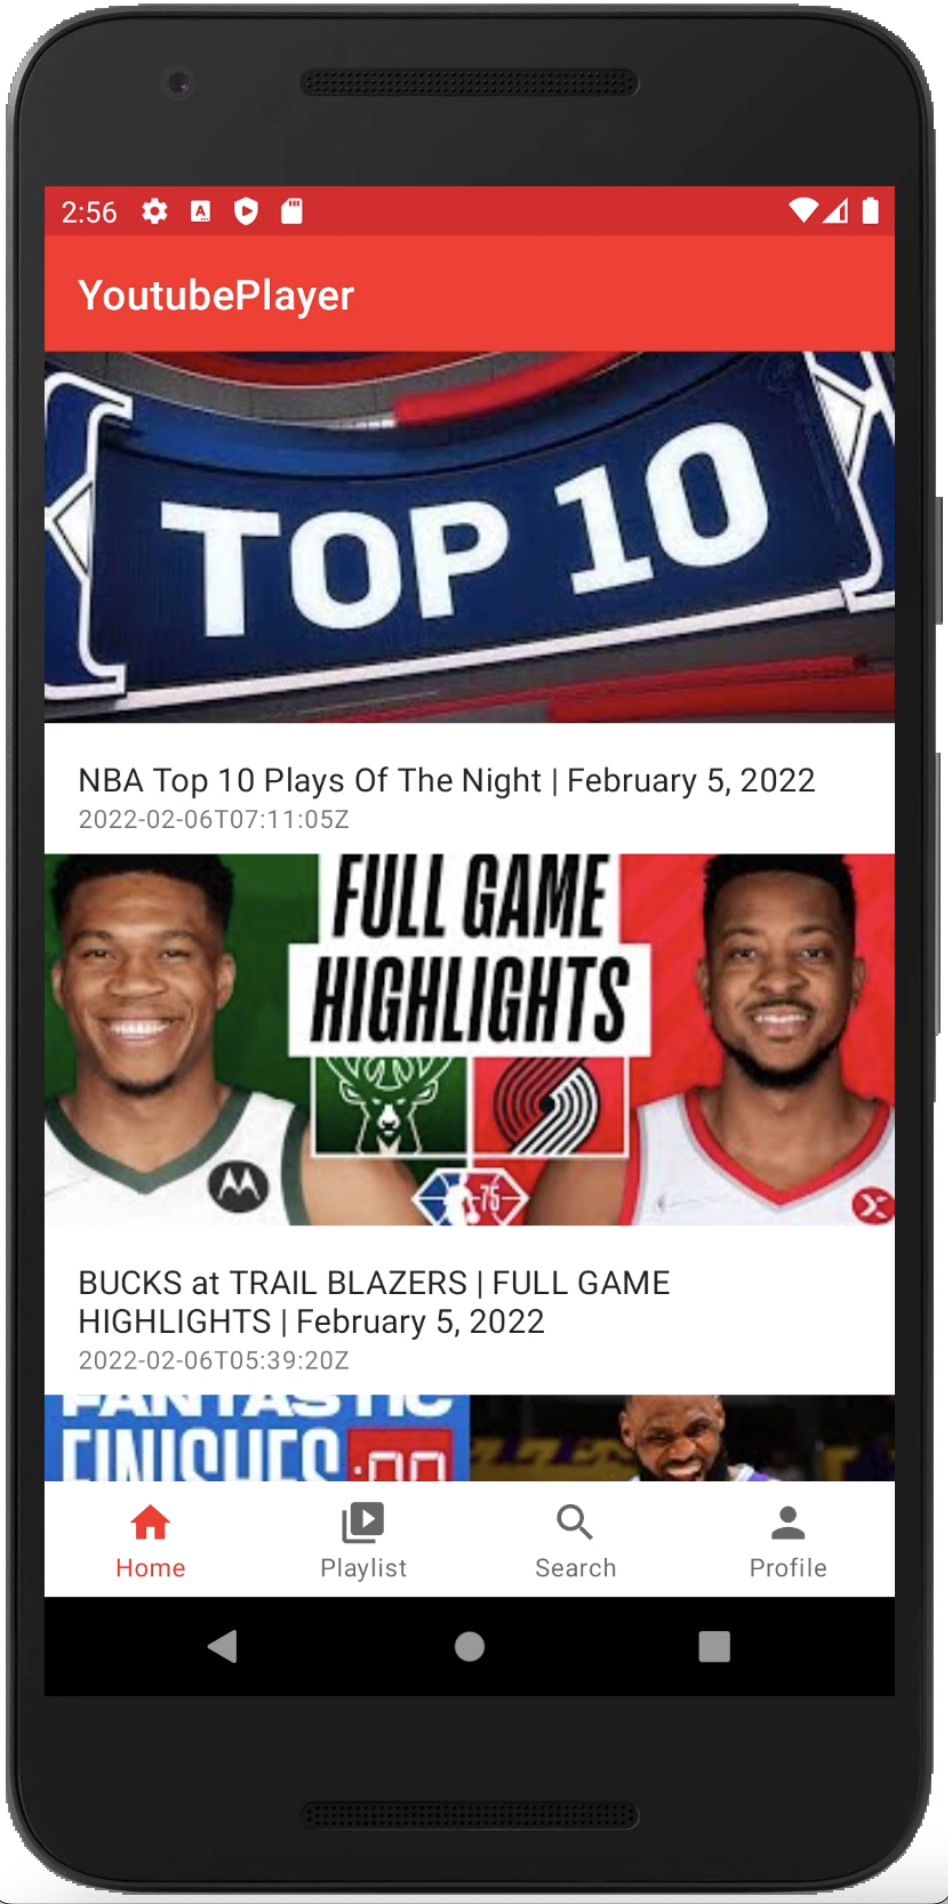 2:56
YoutubePlayer
TOP 10
NBA Top 10 Plays Of The Night | February 5, 2022
2022-02-06T07:11:05Z
FULL GAME
HIGHLIGHTS
75
BUCKS at TRAIL BLAZERS | FULL GAME
HIGHLIGHTS | February 5, 2022
2022-02-06T05:39:20Z
FANTASTIC
FINISHES :00
Home
Playlist
Search
Profile